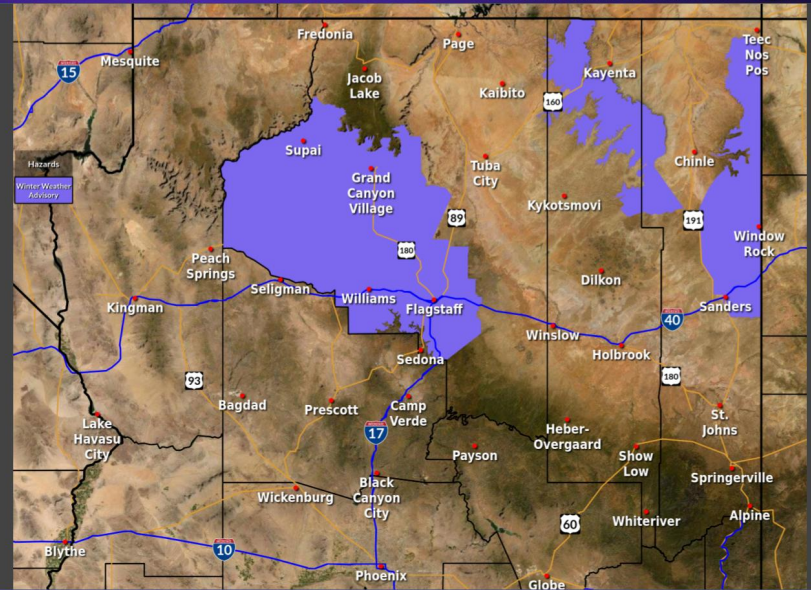 Fredonia
Page
Teec
Nos
Pos
15
Mesquite
Jacob
Lake
Kayenta
Kaibito
160
Supai
Hazards
Winter Weather
Advisory
Grand
Canyon
Village
Tuba
City
Chinle
Kykotsmovi
89
191
Window
Rock
180
Peach
Springs
Dilkon
Seligman
Williams
Flagstaff
Kingman
Sanders
40
Winslow
Holbrook
Sedona
93
180
Bagdad
Prescott
Camp
Verde
Lake
Havasu
City
17
Heber-
Overgaard
St.
Johns
Payson
Show
Low
Springerville
Wickenburg
Black
Canyon
City
60
Whiteriver
Alpine
Blythe
10
Phoenix
Globe